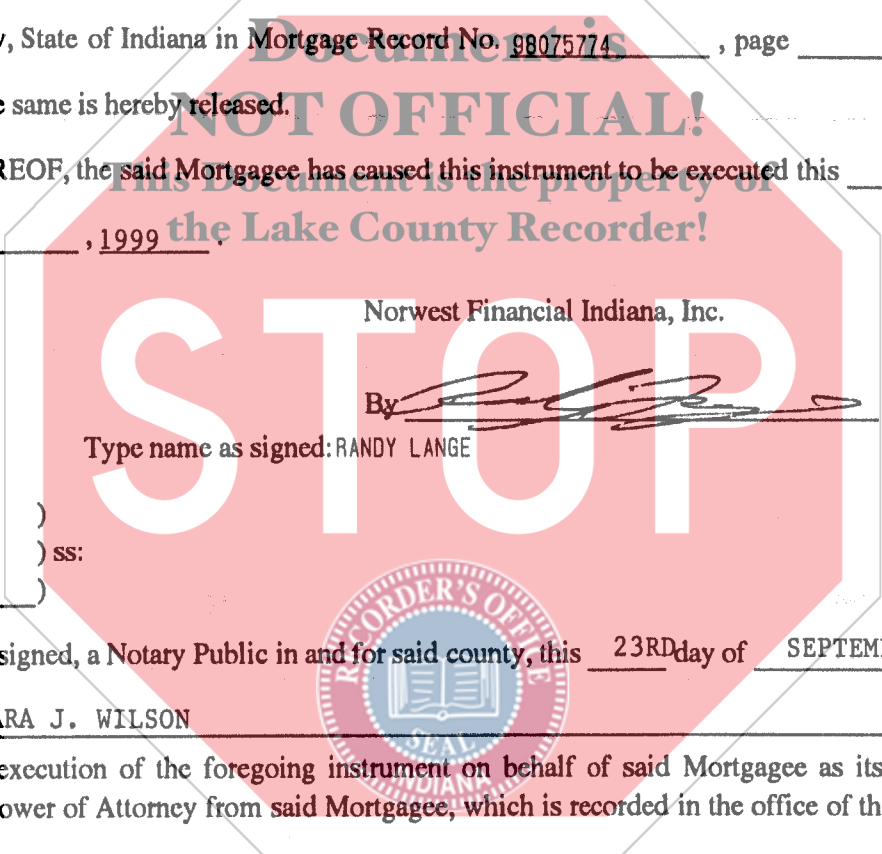 , State of Indiana in Mortgage Record No. 98075774 , page
Document is
same is hereby released.
NOT OFFICIAL!
REOF, the said Mortgagee has caused this instrument to be executed this
This Document is the property of
, 1999 .
the Lake County Recorder!
Norwest Financial Indiana, Inc.
STOP
By
Type name as signed: RANDY LANGE
)
) ss:
)
RECORDER'S OFFICE
signed, a Notary Public in and for said county, this 23RD day of SEPTEM
ARA J. WILSON
SEAL
INDIANA
execution of the foregoing instrument on behalf of said Mortgagee as its
ower of Attorney from said Mortgagee, which is recorded in the office of th